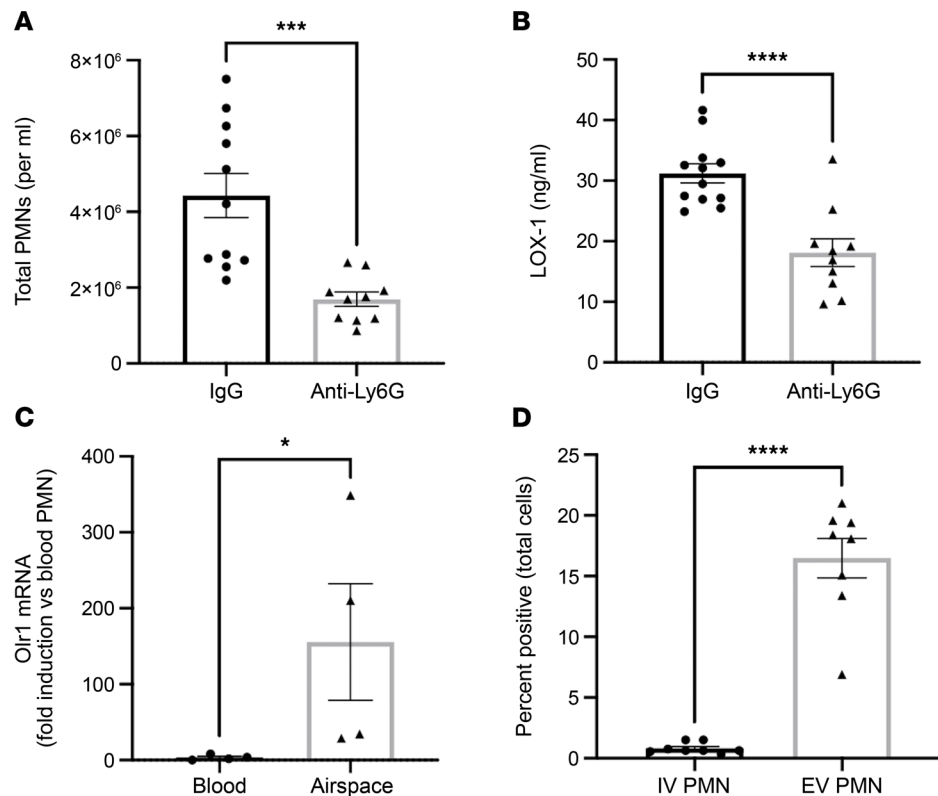 A
Total PMNs (per ml)
8×10⁶
6×10⁶
4×10⁶
2×10⁶
0
***
IgG
Anti-Ly6G
B
LOX-1 (ng/ml)
50
40
30
20
10
0
****
IgG
Anti-Ly6G
C
Olr1 mRNA
(fold induction vs blood PMN)
400
300
200
100
0
*
Blood
Airspace
D
Percent positive (total cells)
25
20
15
10
5
0
****
IV PMN
EV PMN